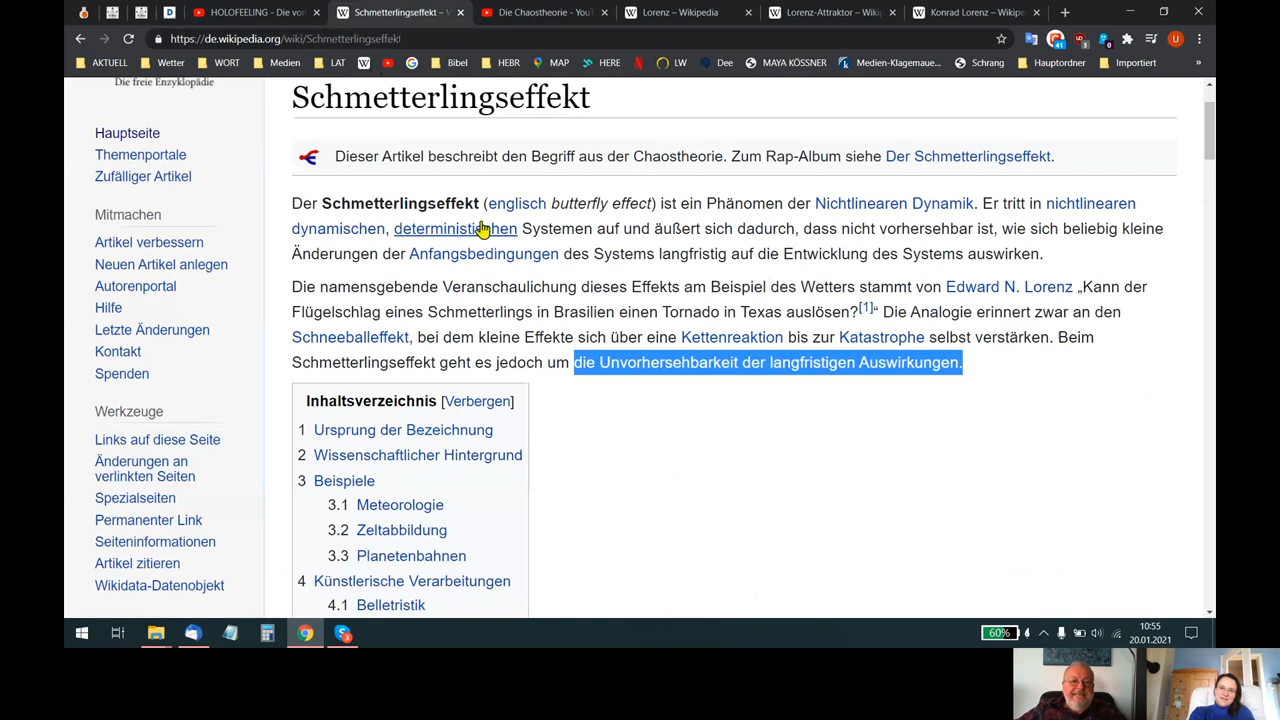 HOLOFEELING - Die von
Schmetterlingseffekt – W
Die Chaostheorie - YouT
Lorenz – Wikipedia
Lorenz-Attraktor – Wikipe
Konrad Lorenz – Wikipe
https://de.wikipedia.org/wiki/Schmetterlingseffekt
AKTUELL
Wetter
WORT
Medien
LAT
Bibel
HEBR
MAP
HERE
LW
Dee
MAYA KÖSSNER
Medien-Klagemaue...
Schrang
Hauptordner
Importiert
Die freie Enzyklopädie
Hauptseite
Themenportale
Zufälliger Artikel
Mitmachen
Artikel verbessern
Neuen Artikel anlegen
Autorenportal
Hilfe
Letzte Änderungen
Kontakt
Spenden
Werkzeuge
Links auf diese Seite
Änderungen an
verlinkten Seiten
Spezialseiten
Permanenter Link
Seiteninformationen
Artikel zitieren
Wikidata-Datenobjekt
Schmetterlingseffekt
Dieser Artikel beschreibt den Begriff aus der Chaostheorie. Zum Rap-Album siehe Der Schmetterlingseffekt.
Der Schmetterlingseffekt (englisch butterfly effect) ist ein Phänomen der Nichtlinearen Dynamik. Er tritt in nichtlinearen
dynamischen, deterministischen Systemen auf und äußert sich dadurch, dass nicht vorhersehbar ist, wie sich beliebig kleine
Änderungen der Anfangsbedingungen des Systems langfristig auf die Entwicklung des Systems auswirken.
Die namensgebende Veranschaulichung dieses Effekts am Beispiel des Wetters stammt von Edward N. Lorenz „Kann der
Flügelschlag eines Schmetterlings in Brasilien einen Tornado in Texas auslösen?[1]“ Die Analogie erinnert zwar an den
Schneeballeffekt, bei dem kleine Effekte sich über eine Kettenreaktion bis zur Katastrophe selbst verstärken. Beim
Schmetterlingseffekt geht es jedoch um die Unvorhersehbarkeit der langfristigen Auswirkungen.
Inhaltsverzeichnis [Verbergen]
1 Ursprung der Bezeichnung
2 Wissenschaftlicher Hintergrund
3 Beispiele
3.1 Meteorologie
3.2 Zeltabbildung
3.3 Planetenbahnen
4 Künstlerische Verarbeitungen
4.1 Belletristik
60%
10:55
20.01.2021